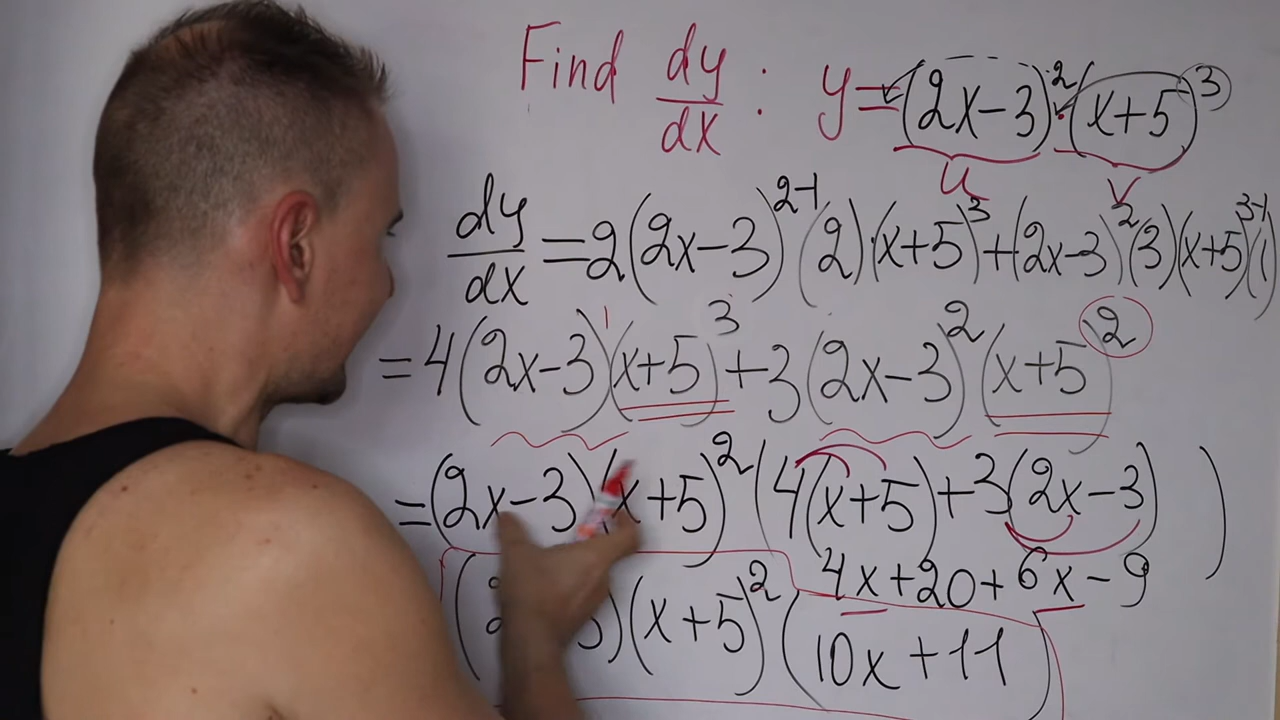 Find dy/dx : y=(2x-3)²·(x+5)³
u v
dy/dx =2(2x-3)²⁻¹(2)·(x+5)³+(2x-3)²(3)(x+5)³⁻¹(1)
=4(2x-3)¹(x+5)³+3(2x-3)²(x+5)²
=(2x-3)(x+5)²(4(x+5)+3(2x-3))
4x+20+6x-9
(x+5)²(10x+11)